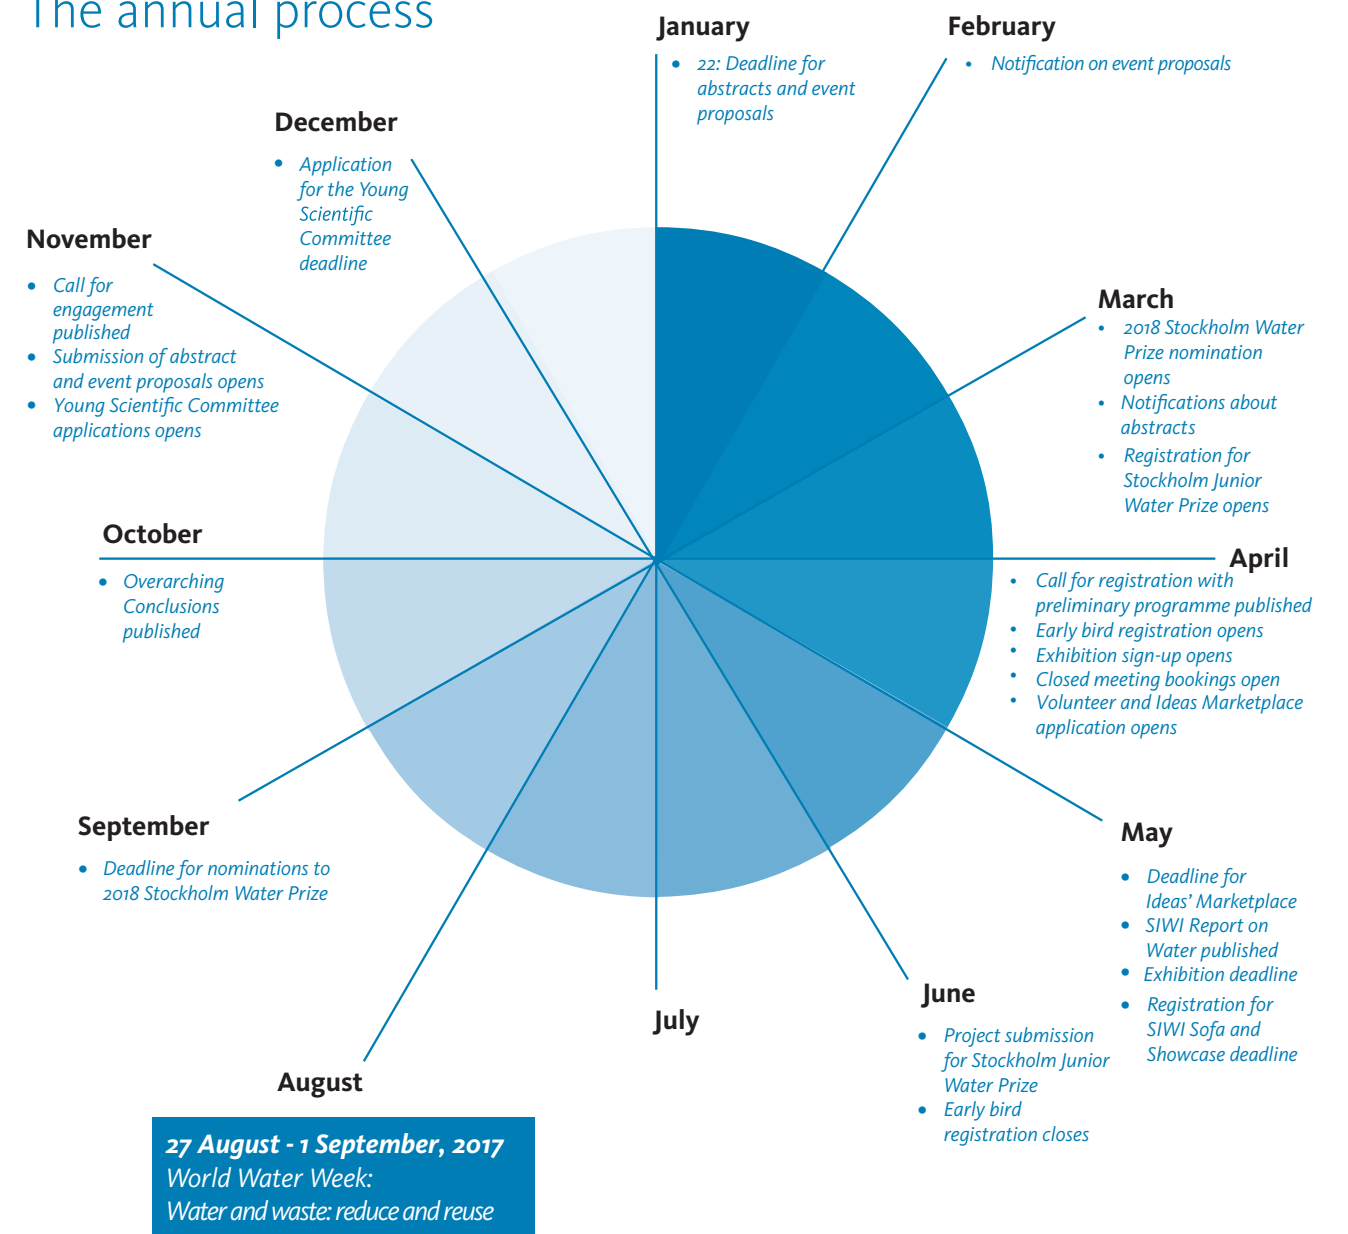 The annual process
January
• 22: Deadline for
abstracts and event
proposals
February
• Notification on event proposals
March
• 2018 Stockholm Water
Prize nomination
opens
• Notifications about
abstracts
• Registration for
Stockholm Junior
Water Prize opens
April
• Call for registration with
preliminary programme published
• Early bird registration opens
• Exhibition sign-up opens
• Closed meeting bookings open
• Volunteer and Ideas Marketplace
application opens
May
• Deadline for
Ideas’ Marketplace
• SIWI Report on
Water published
• Exhibition deadline
• Registration for
SIWI Sofa and
Showcase deadline
June
• Project submission
for Stockholm Junior
Water Prize
• Early bird
registration closes
July
August
27 August - 1 September, 2017
World Water Week:
Water and waste: reduce and reuse
September
• Deadline for nominations to
2018 Stockholm Water Prize
October
• Overarching
Conclusions
published
November
• Call for
engagement
published
• Submission of abstract
and event proposals opens
• Young Scientific Committee
applications opens
December
• Application
for the Young
Scientific
Committee
deadline